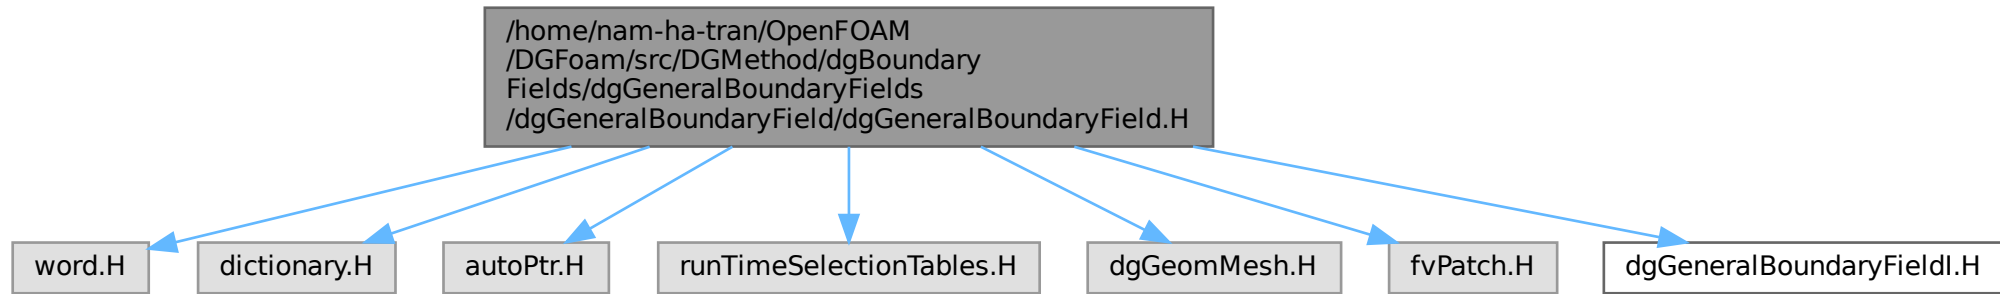 /home/nam-ha-tran/OpenFOAM
/DGFoam/src/DGMethod/dgBoundary
Fields/dgGeneralBoundaryFields
/dgGeneralBoundaryField/dgGeneralBoundaryField.H
word.H
dictionary.H
autoPtr.H
runTimeSelectionTables.H
dgGeomMesh.H
fvPatch.H
dgGeneralBoundaryFieldI.H